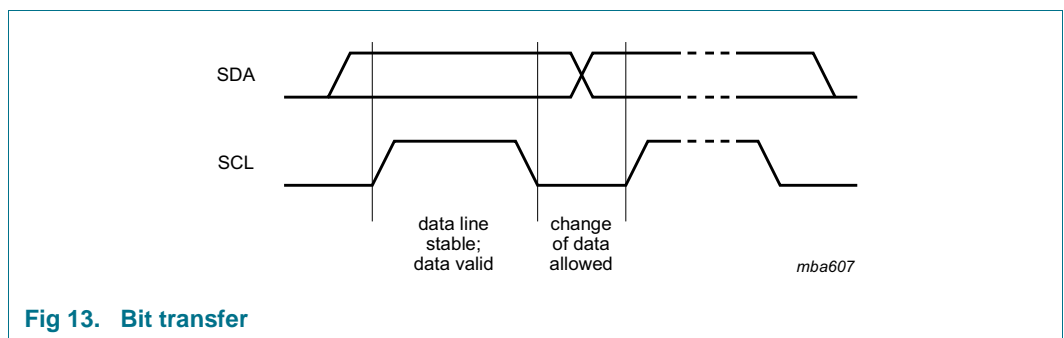 SDA
SCL
data line
stable;
data valid
change
of data
allowed
mba607
Fig 13. Bit transfer